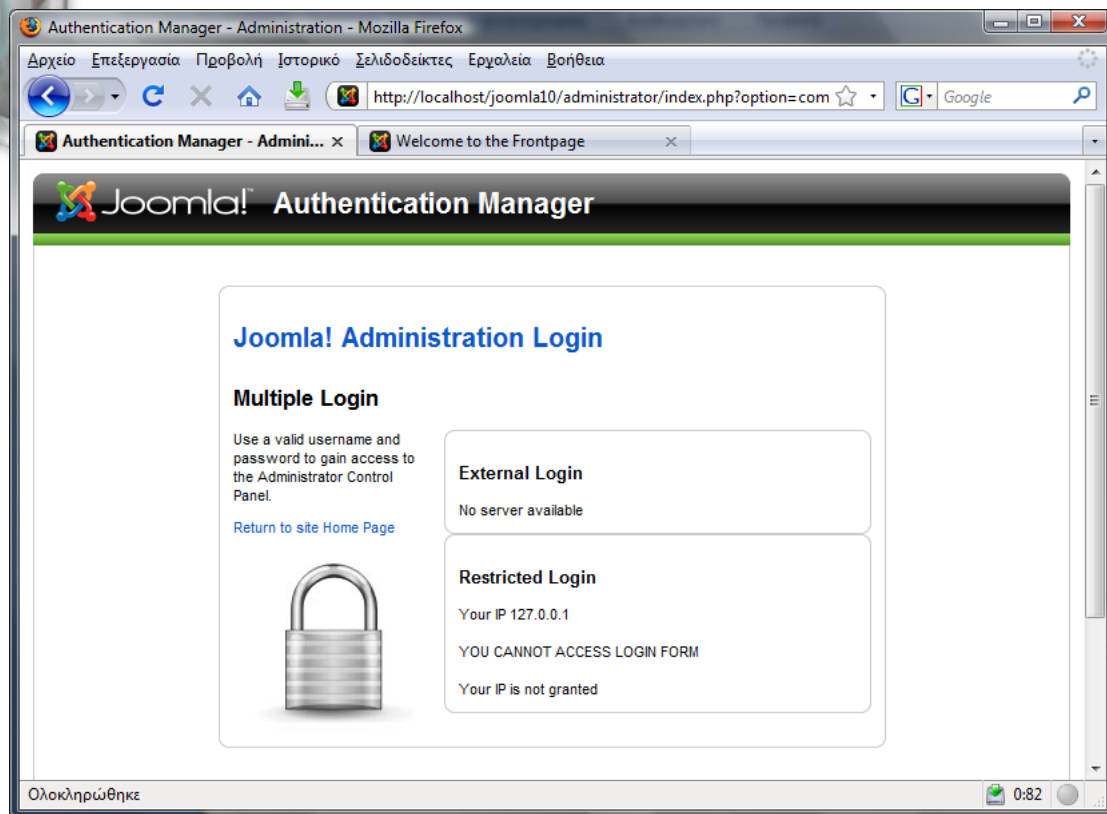 Authentication Manager - Administration - Mozilla Firefox
Αρχείο Επεξεργασία Προβολή Ιστορικό Σελιδοδείκτες Εργαλεία Βοήθεια
http://localhost/joomla10/administrator/index.php?option=com G Google
Authentication Manager - Admini... Welcome to the Frontpage
Joomla!™ Authentication Manager
Joomla! Administration Login
Multiple Login
Use a valid username and
password to gain access to
the Administrator Control
Panel.
Return to site Home Page
External Login
No server available
Restricted Login
Your IP 127.0.0.1
YOU CANNOT ACCESS LOGIN FORM
Your IP is not granted
Ολοκληρώθηκε 0:82